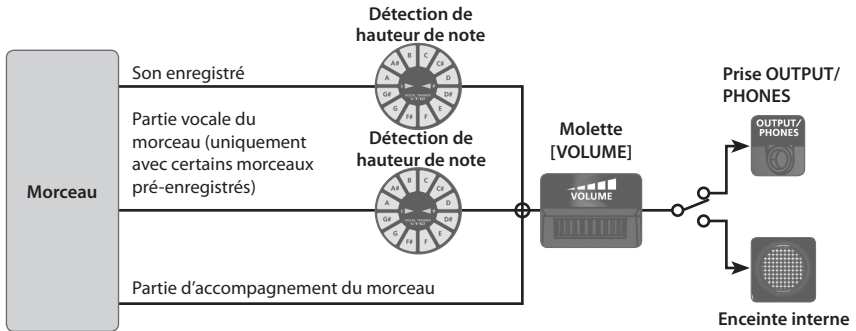 Détection de
hauteur de note
A# B C C# D D# E F F# G G# A
Son enregistré
Partie vocale du
morceau (uniquement
avec certains morceaux
pré-enregistrés)
Morceau
Détection de
hauteur de note
A# B C C# D D# E F F# G G# A
Partie d'accompagnement du morceau
Molette
[VOLUME]
VOLUME
Prise OUTPUT/
PHONES
OUTPUT/
PHONES
Enceinte interne